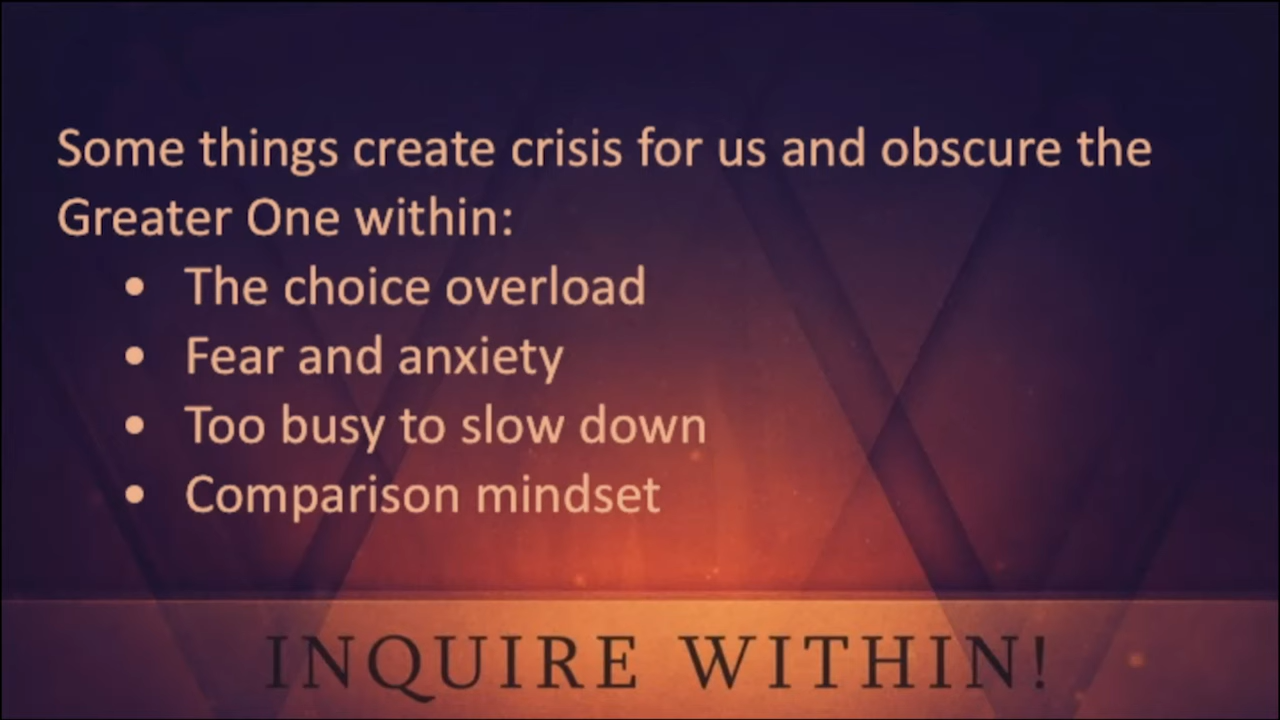 Some things create crisis for us and obscure the
Greater One within:
• The choice overload
• Fear and anxiety
• Too busy to slow down
• Comparison mindset
INQUIRE WITHIN!